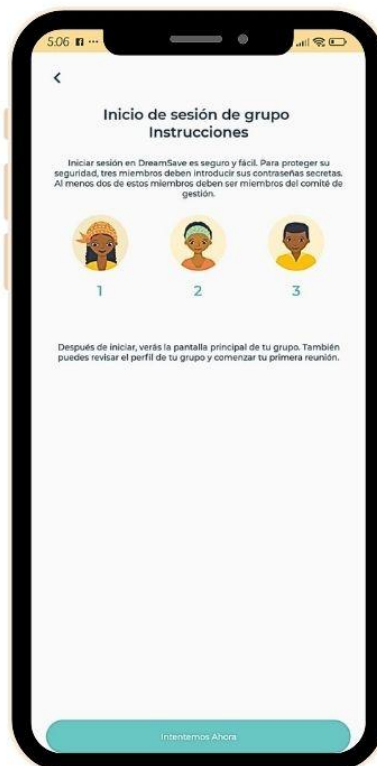 5:06
Inicio de sesión de grupo
Instrucciones
Iniciar sesión en DreamSave es seguro y fácil. Para proteger su
seguridad, tres miembros deben introducir sus contraseñas secretas.
Al menos dos de estos miembros deben ser miembros del comité de
gestión.
1 2 3
Después de iniciar, verás la pantalla principal de tu grupo. También
puedes revisar el perfil de tu grupo y comenzar tu primera reunión.
Intentemos Ahora